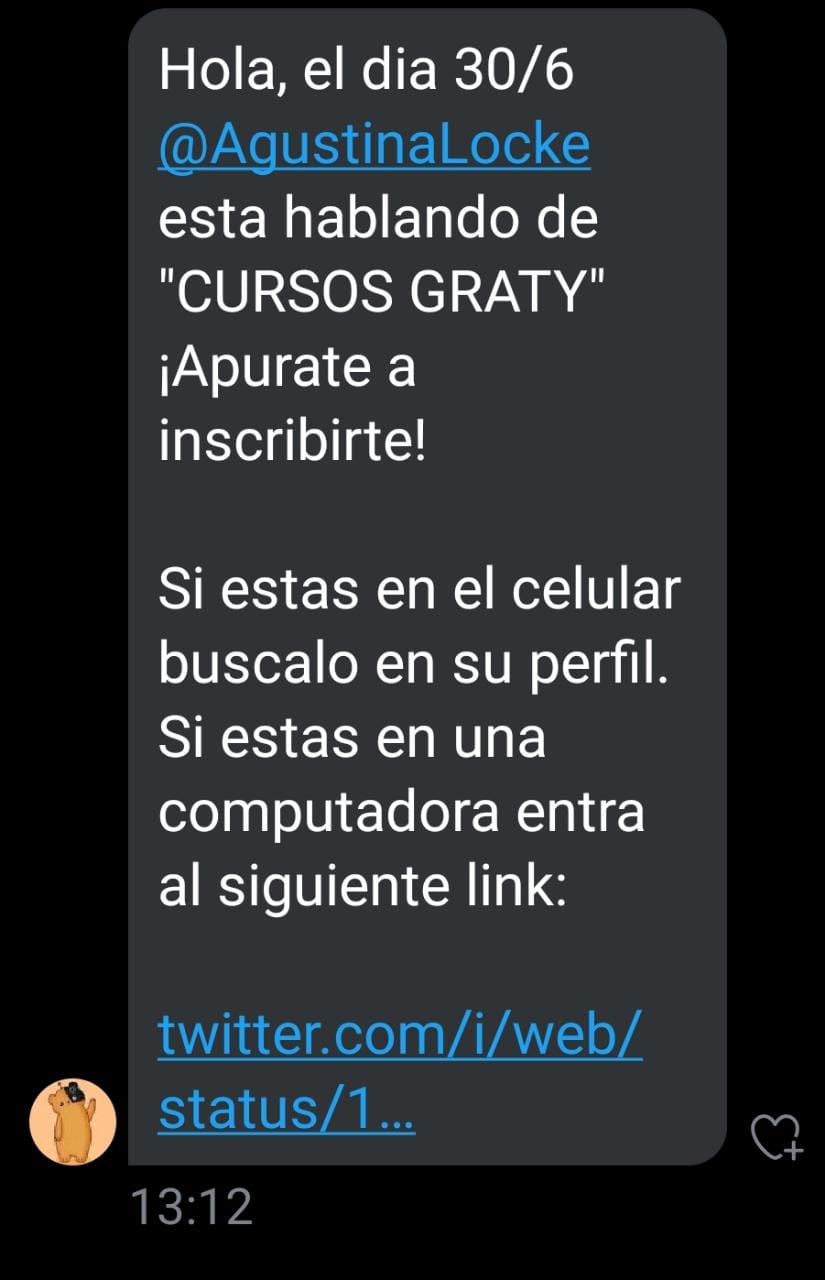 Hola, el dia 30/6
@AgustinaLocke
esta hablando de
"CURSOS GRATY"
¡Apurate a
inscribirte!
Si estas en el celular
buscalo en su perfil.
Si estas en una
computadora entra
al siguiente link:
twitter.com/i/web/
status/1...
13:12